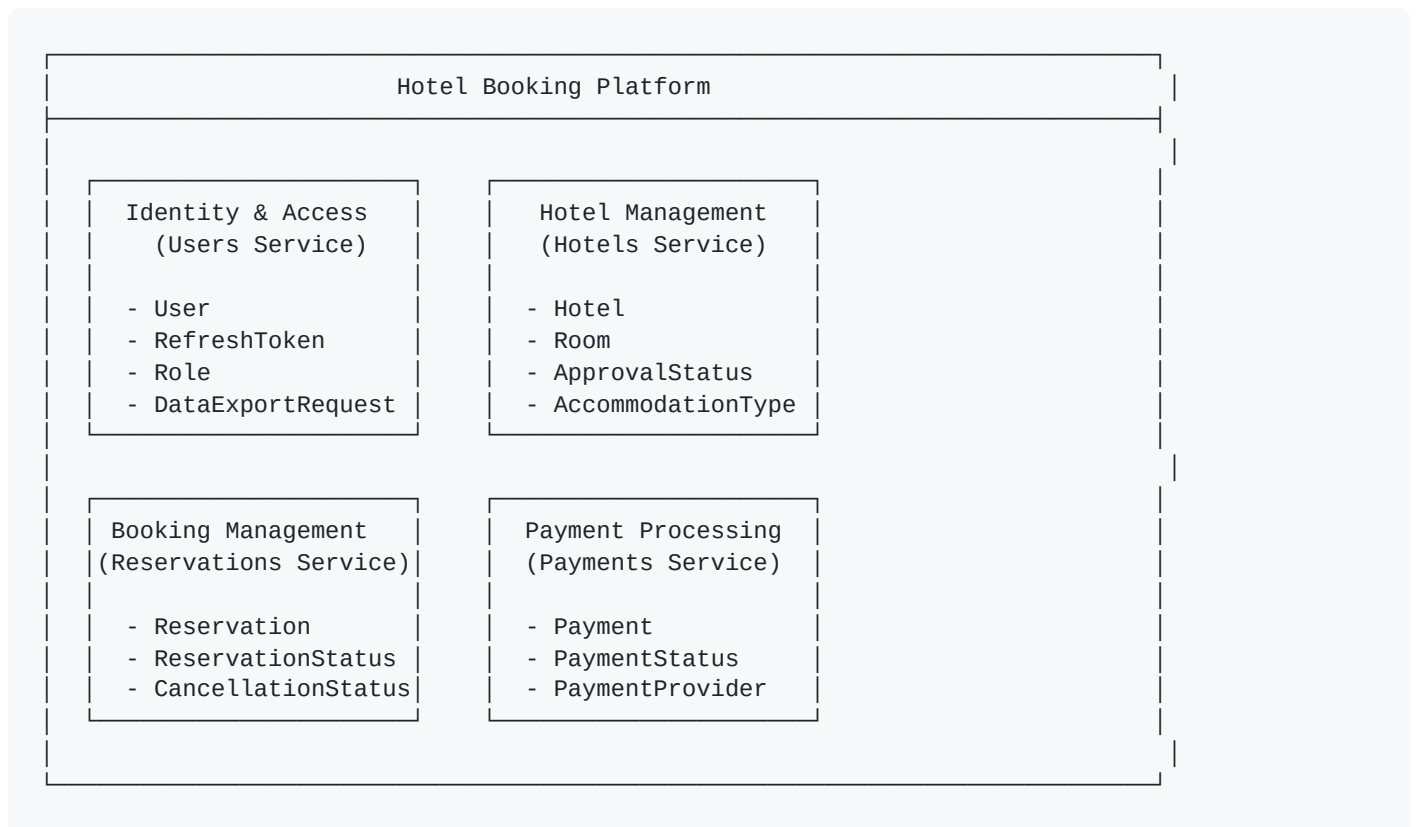 Hotel Booking Platform
Identity & Access
(Users Service)
- User
- RefreshToken
- Role
- DataExportRequest
Hotel Management
(Hotels Service)
- Hotel
- Room
- ApprovalStatus
- AccommodationType
Booking Management
(Reservations Service)
- Reservation
- ReservationStatus
- CancellationStatus
Payment Processing
(Payments Service)
- Payment
- PaymentStatus
- PaymentProvider